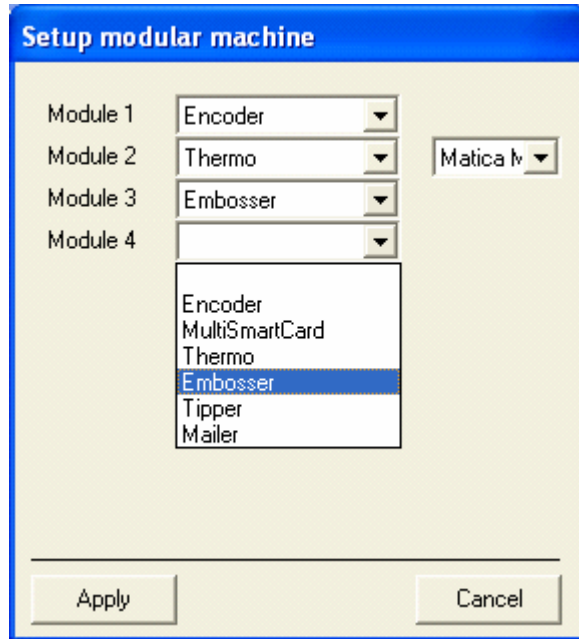 Setup modular machine
Module 1 Encoder
Module 2 Thermo Matica
Module 3 Embosser
Module 4
Encoder
MultiSmartCard
Thermo
Embosser
Tipper
Mailer
Apply Cancel